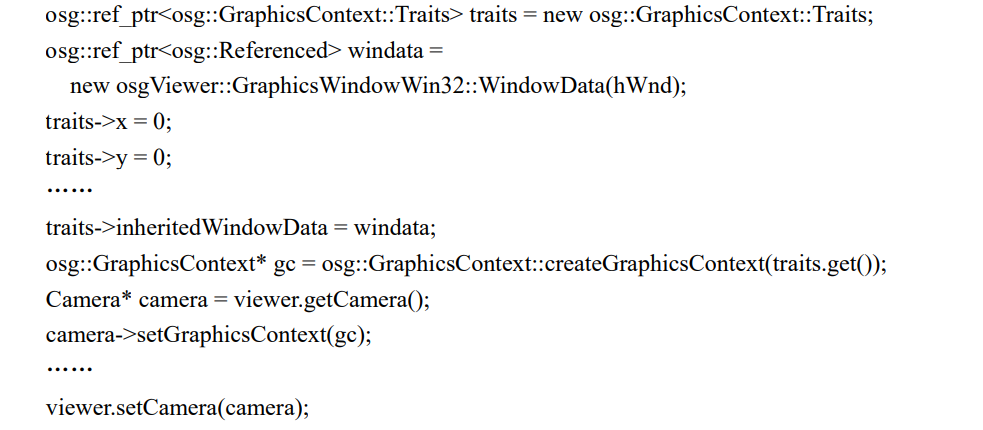 osg::ref_ptr<osg::GraphicsContext::Traits> traits = new osg::GraphicsContext::Traits;
osg::ref_ptr<osg::Referenced> windata =
new osgViewer::GraphicsWindowWin32::WindowData(hWnd);
traits->x = 0;
traits->y = 0;
……
traits->inheritedWindowData = windata;
osg::GraphicsContext* gc = osg::GraphicsContext::createGraphicsContext(traits.get());
Camera* camera = viewer.getCamera();
camera->setGraphicsContext(gc);
……
viewer.setCamera(camera);